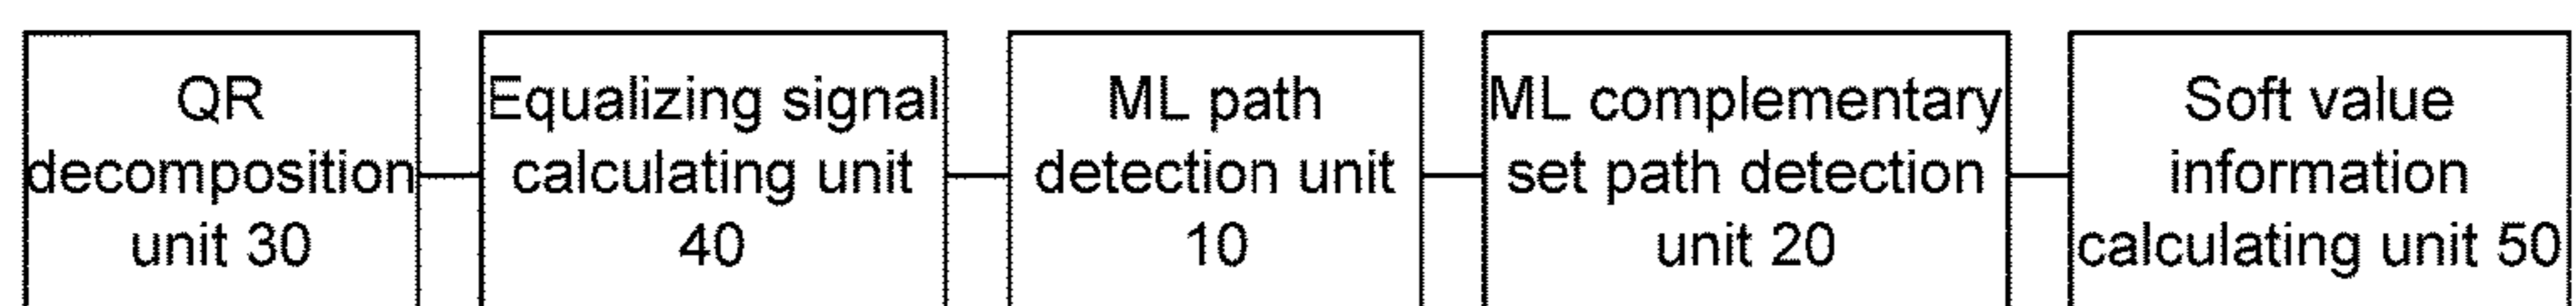 QR
decomposition
unit 30
Equalizing signal
calculating unit
40
ML path
detection unit
10
ML complementary
set path detection
unit 20
Soft value
information
calculating unit 50